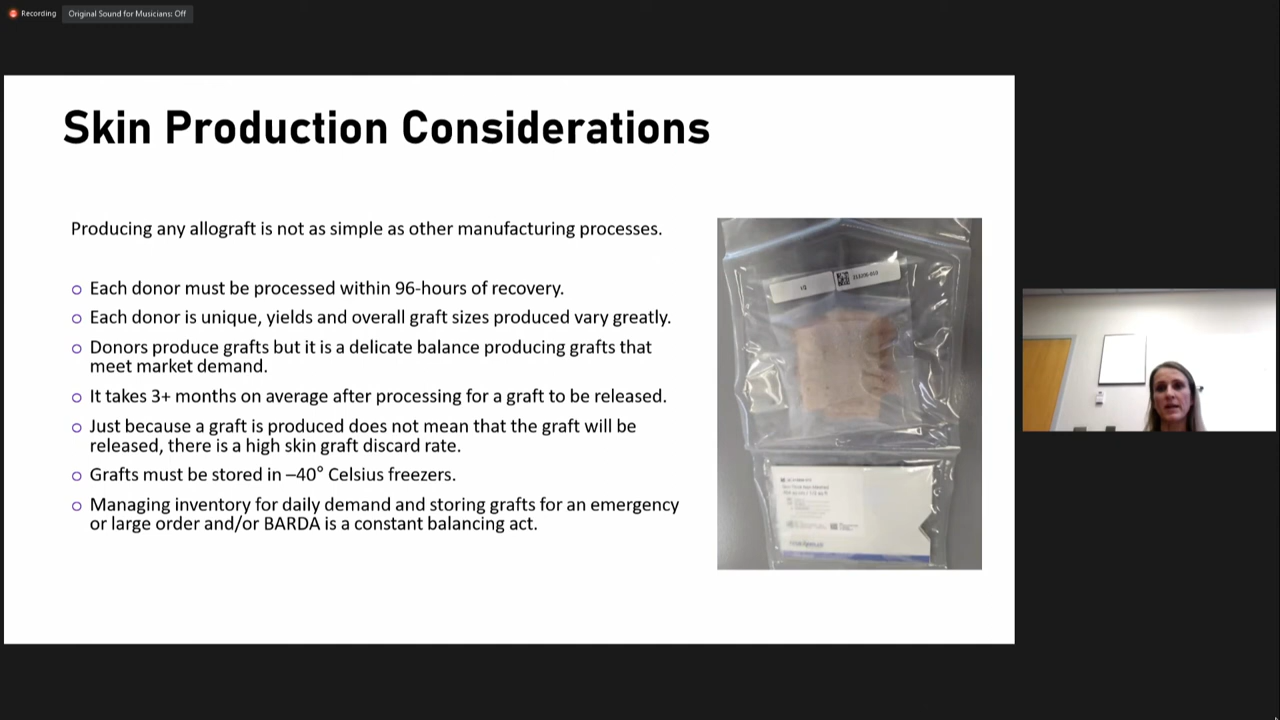 Recording
Original Sound for Musicians: Off
Skin Production Considerations
Producing any allograft is not as simple as other manufacturing processes.
Each donor must be processed within 96-hours of recovery.
Each donor is unique, yields and overall graft sizes produced vary greatly.
Donors produce grafts but it is a delicate balance producing grafts that
meet market demand.
It takes 3+ months on average after processing for a graft to be released.
Just because a graft is produced does not mean that the graft will be
released, there is a high skin graft discard rate.
Grafts must be stored in –40° Celsius freezers.
Managing inventory for daily demand and storing grafts for an emergency
or large order and/or BARDA is a constant balancing act.